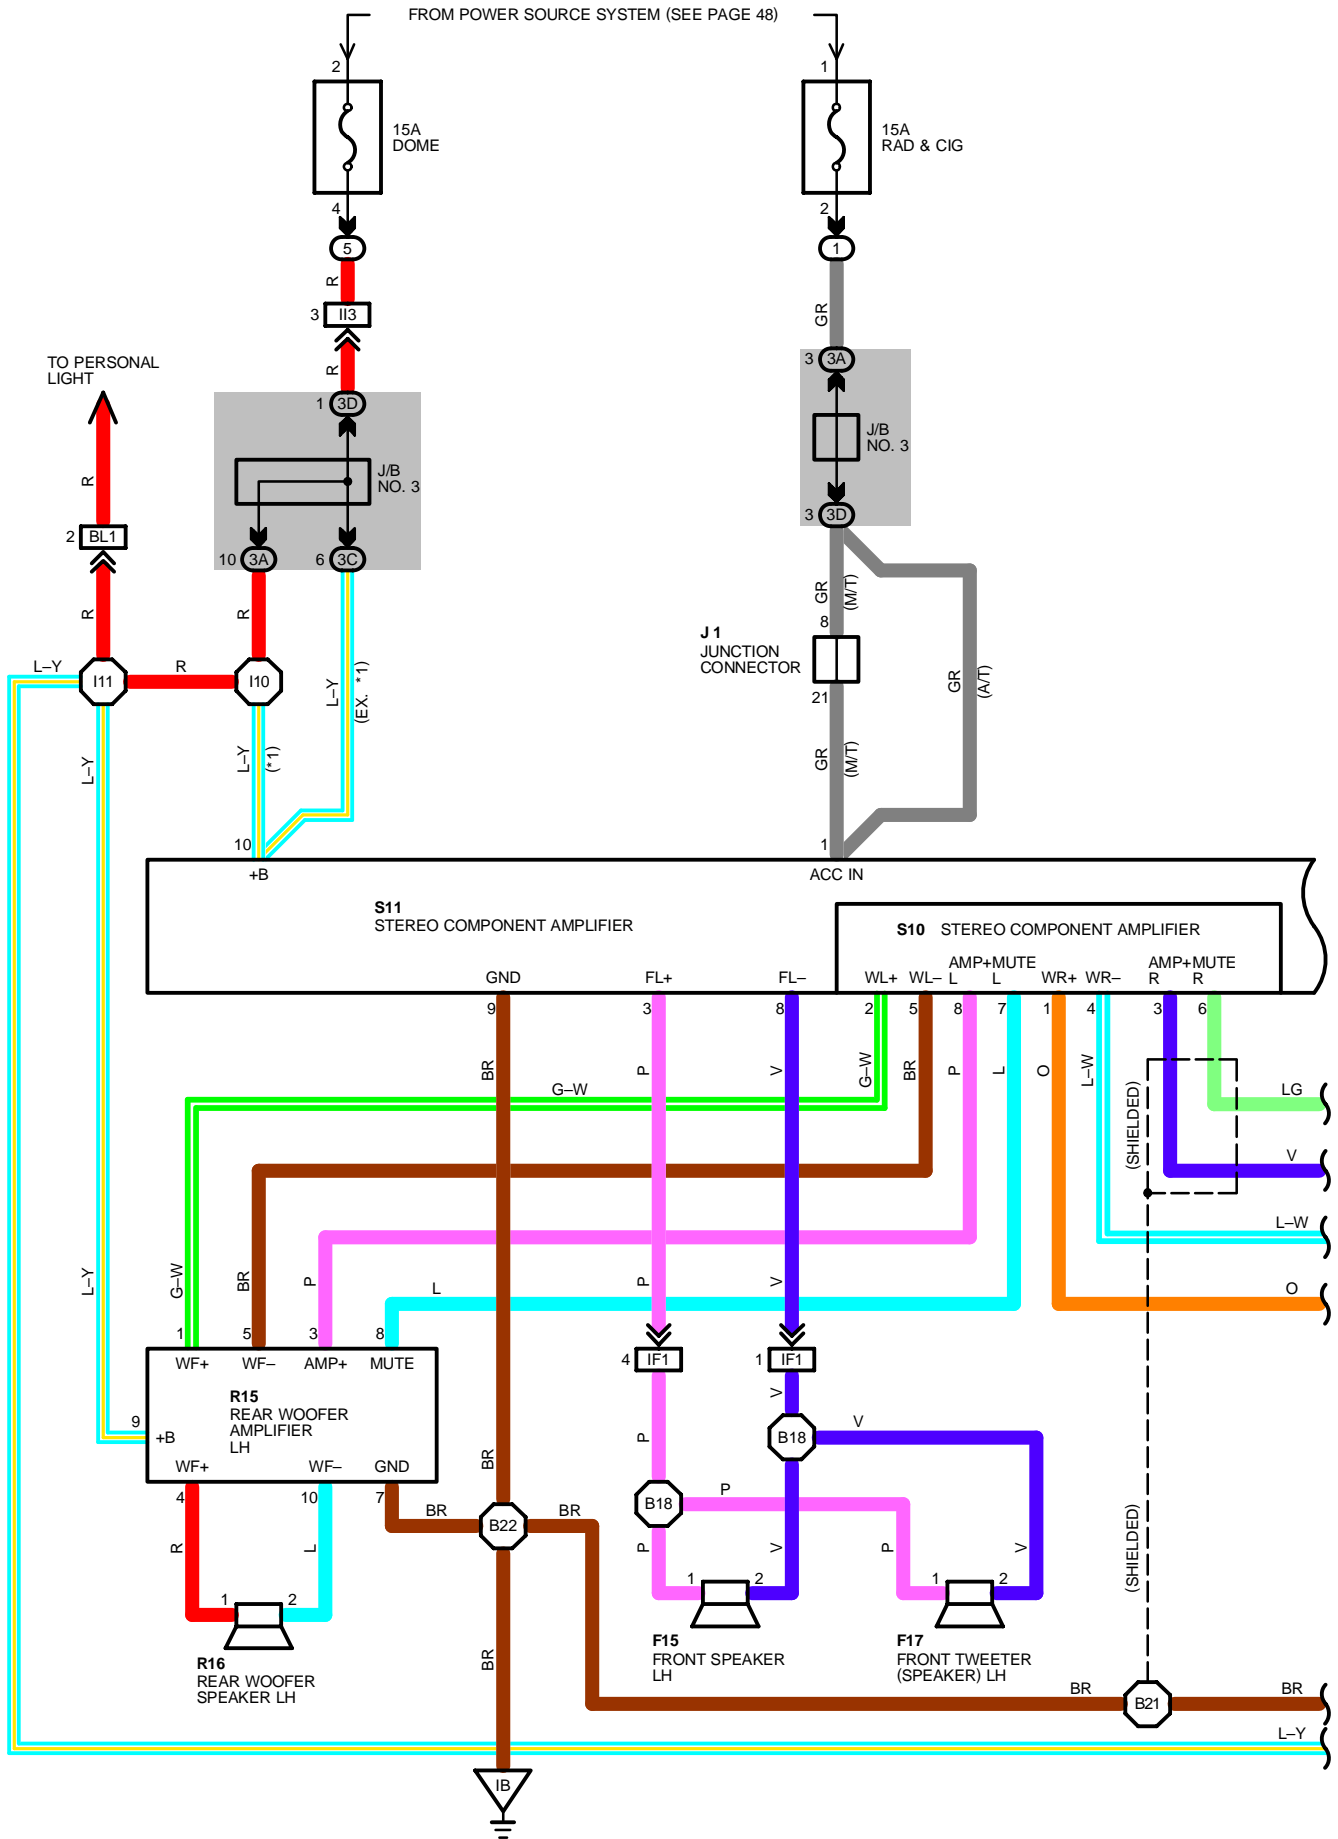 FROM POWER SOURCE SYSTEM (SEE PAGE 48)
2
1
15A
DOME
15A
RAD & CIG
4
2
5
1
R
3 II3
GR
R
TO PERSONAL
LIGHT
3 3A
1 3D
J/B
NO. 3
J/B
NO. 3
R
3 3D
2 BL1
10 3A
6 3C
R
R
GR
(M/T)
8
J 1
JUNCTION
CONNECTOR
L–Y
I11
R
I10
L–Y
(EX. *1)
21
GR
(A/T)
L–Y
L–Y
(*1)
GR
(M/T)
10
1
+B
ACC IN
S11
STEREO COMPONENT AMPLIFIER
S10 STEREO COMPONENT AMPLIFIER
GND
FL+
FL–
WL+
WL–
AMP+
L
MUTE
L
WR+
WR–
AMP+
R
MUTE
R
9
3
8
2
5
8
7
1
4
3
6
BR
P
V
G–W
BR
P
L
O
L–W
G–W
(SHIELDED)
LG
V
L–W
L–Y
G–W
BR
P
L
P
V
O
1
5
3
8
WF+
WF–
AMP+
MUTE
4 IF1
1 IF1
R15
REAR WOOFER
AMPLIFIER
LH
9
+B
V
B18
V
P
BR
WF+
WF–
GND
4
10
7
B18
P
BR
B22
BR
R
L
P
V
P
V
(SHIELDED)
1
2
1
2
1
2
R16
REAR WOOFER
SPEAKER LH
F15
FRONT SPEAKER
LH
F17
FRONT TWEETER
(SPEAKER) LH
BR
BR
B21
BR
L–Y
IB